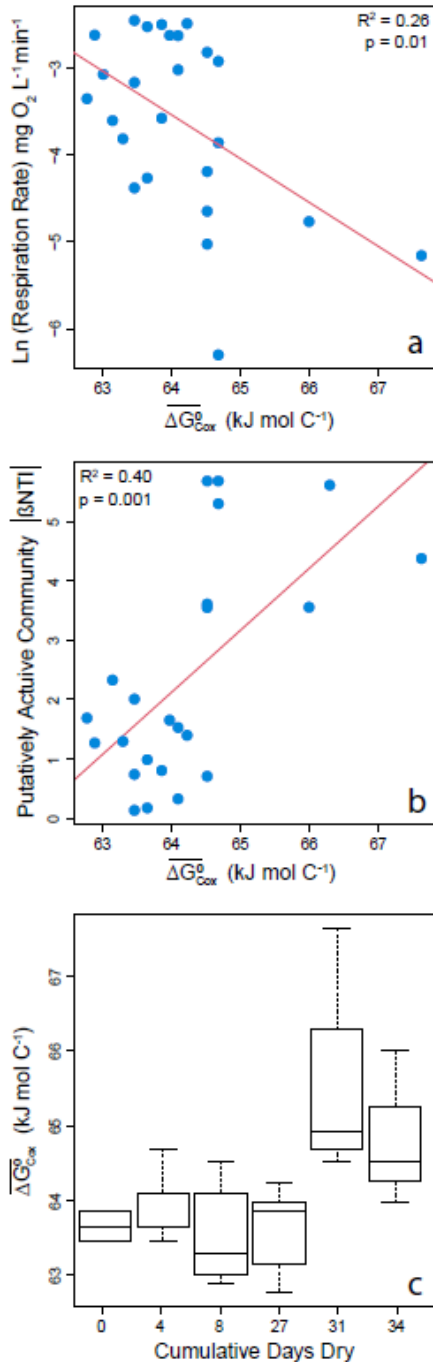 R² = 0.26
p = 0.01
Ln (Respiration Rate) mg O₂ L⁻¹ min⁻¹
-3
-4
-5
-6
a
63 64 65 66 67
ΔG⁰Cox (kJ mol C⁻¹)
R² = 0.40
p = 0.001
Putatively Actuive Community |ßNTI|
5
4
3
2
1
0
b
63 64 65 66 67
ΔG⁰Cox (kJ mol C⁻¹)
ΔG⁰Cox (kJ mol C⁻¹)
67
66
65
64
63
c
0 4 8 27 31 34
Cumulative Days Dry